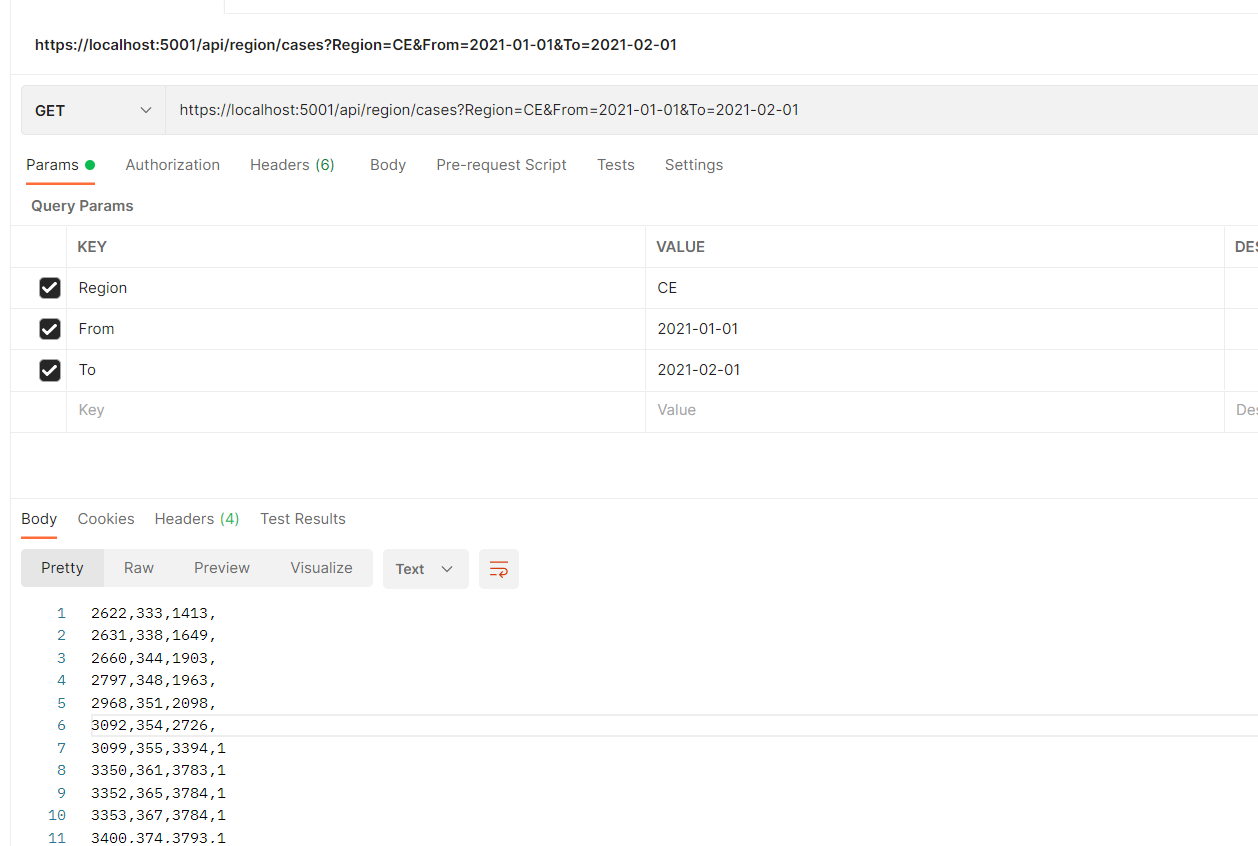 https://localhost:5001/api/region/cases?Region=CE&From=2021-01-01&To=2021-02-01
GET https://localhost:5001/api/region/cases?Region=CE&From=2021-01-01&To=2021-02-01
Params Authorization Headers (6) Body Pre-request Script Tests Settings
Query Params
KEY VALUE DES
Region CE
From 2021-01-01
To 2021-02-01
Key Value Des
Body Cookies Headers (4) Test Results
Pretty Raw Preview Visualize Text
1 2622,333,1413,
2 2631,338,1649,
3 2660,344,1903,
4 2797,348,1963,
5 2968,351,2098,
6 3092,354,2726,
7 3099,355,3394,1
8 3350,361,3783,1
9 3352,365,3784,1
10 3353,367,3784,1
11 3400,374,3793,1